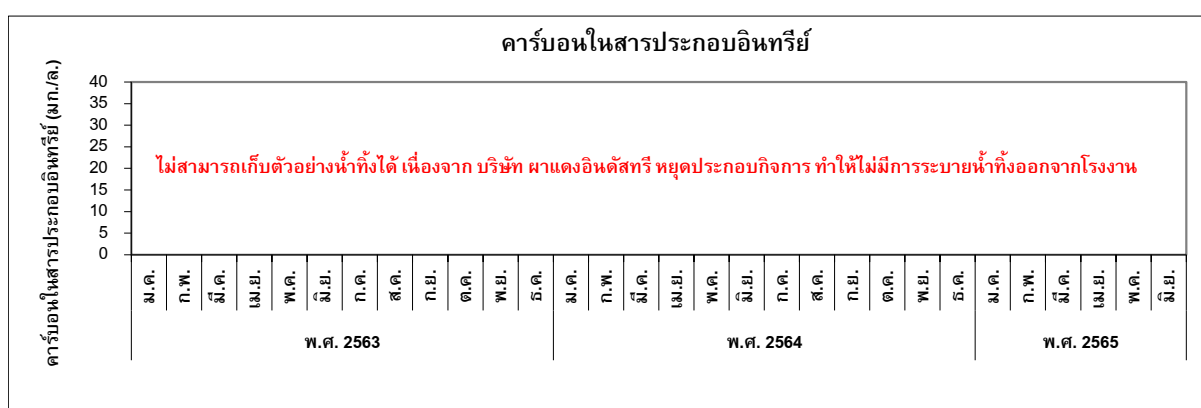 คาร์บอนในสารประกอบอินทรีย์
คาร์บอนในสารประกอบอินทรีย์ (มก./ล.)
40
35
30
25
20
15
10
5
0
ไม่สามารถเก็บตัวอย่างน้ำทิ้งได้ เนื่องจาก บริษัท ผาแดงอินดัสทรี หยุดประกอบกิจการ ทำให้ไม่มีการระบายน้ำทิ้งออกจากโรงงาน
ม.ค. ก.พ. มี.ค. เม.ย. พ.ค. มิ.ย. ก.ค. ส.ค. ก.ย. ต.ค. พ.ย. ธ.ค. ม.ค. ก.พ. มี.ค. เม.ย. พ.ค. มิ.ย. ก.ค. ส.ค. ก.ย. ต.ค. พ.ย. ธ.ค. ม.ค. ก.พ. มี.ค. เม.ย. พ.ค. มิ.ย.
พ.ศ. 2563 พ.ศ. 2564 พ.ศ. 2565